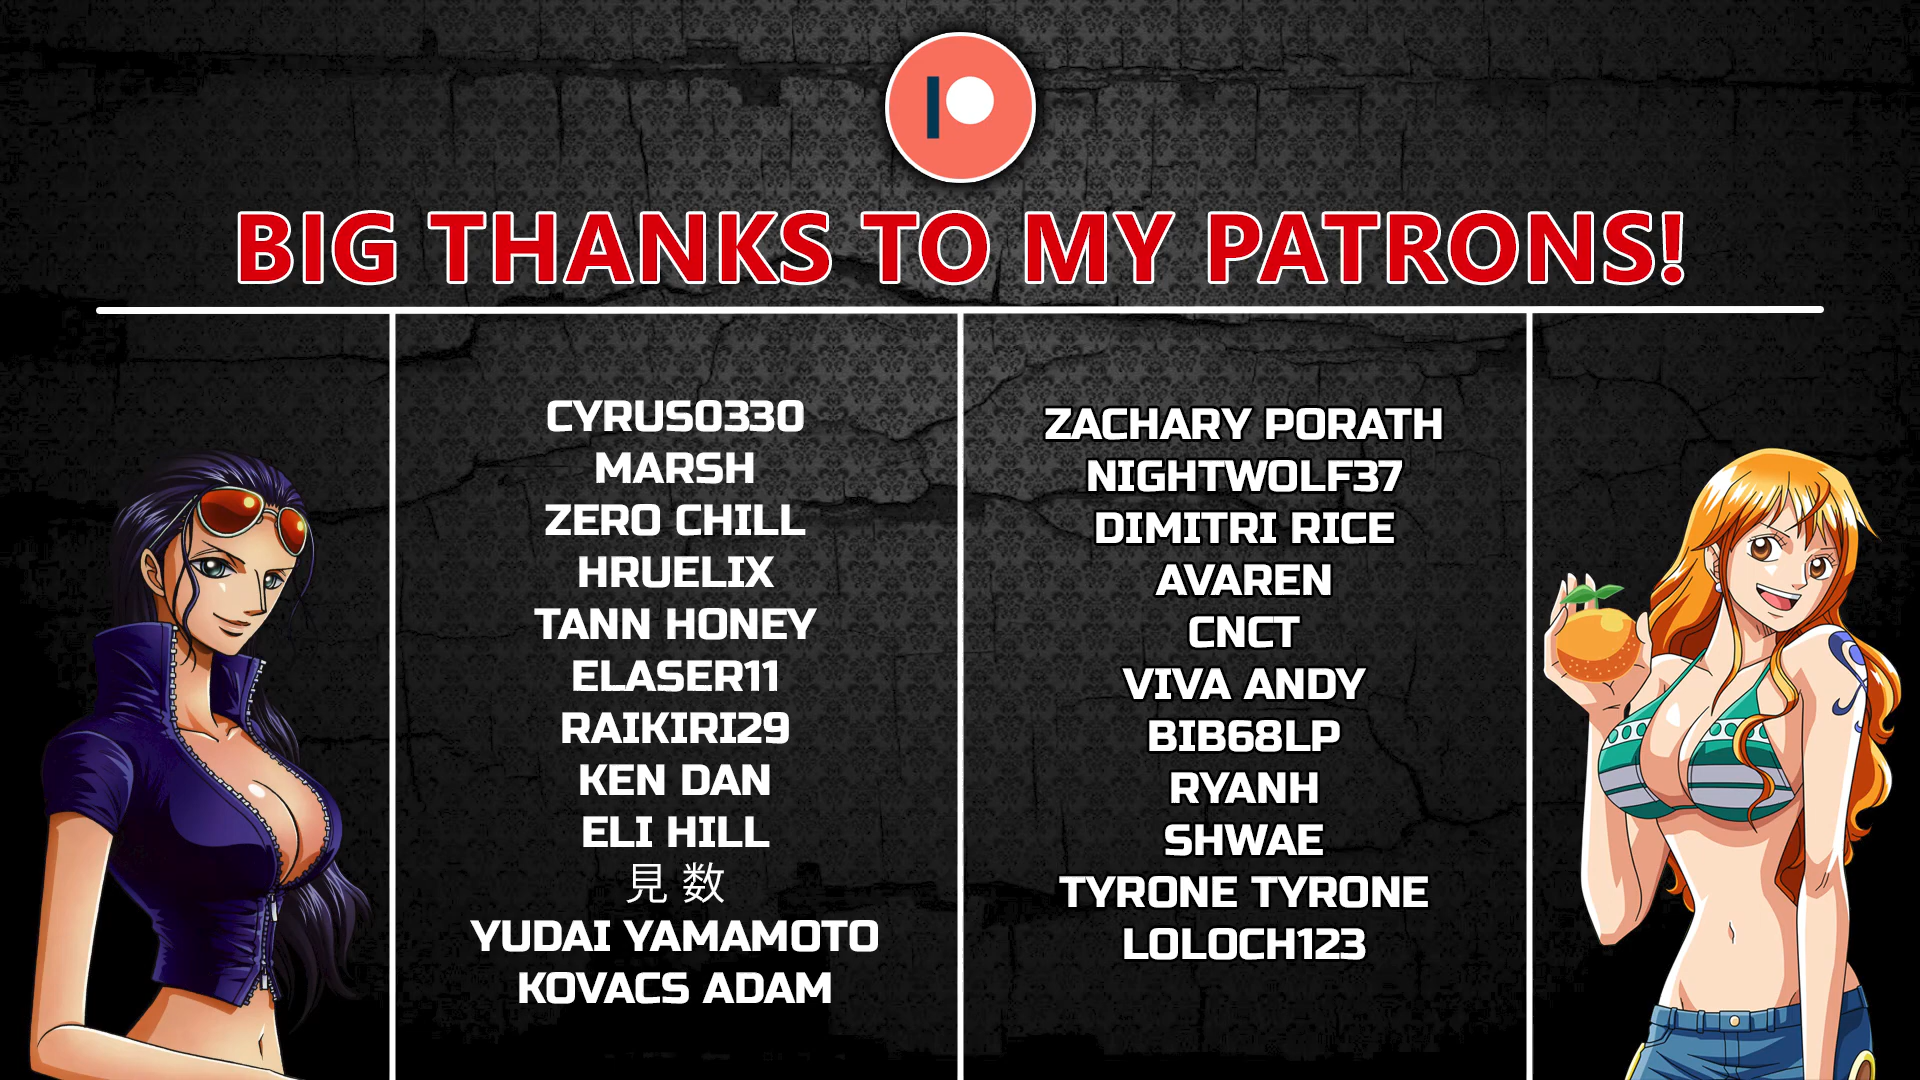 BIG THANKS TO MY PATRONS!
CYRUS0330
MARSH
ZERO CHILL
HRUELIX
TANN HONEY
ELASER11
RAIKIRI29
KEN DAN
ELI HILL
見 数
YUDAI YAMAMOTO
KOVACS ADAM
ZACHARY PORATH
NIGHTWOLF37
DIMITRI RICE
AVAREN
CNCT
VIVA ANDY
BIB68LP
RYANH
SHWAE
TYRONE TYRONE
LOLOCH123